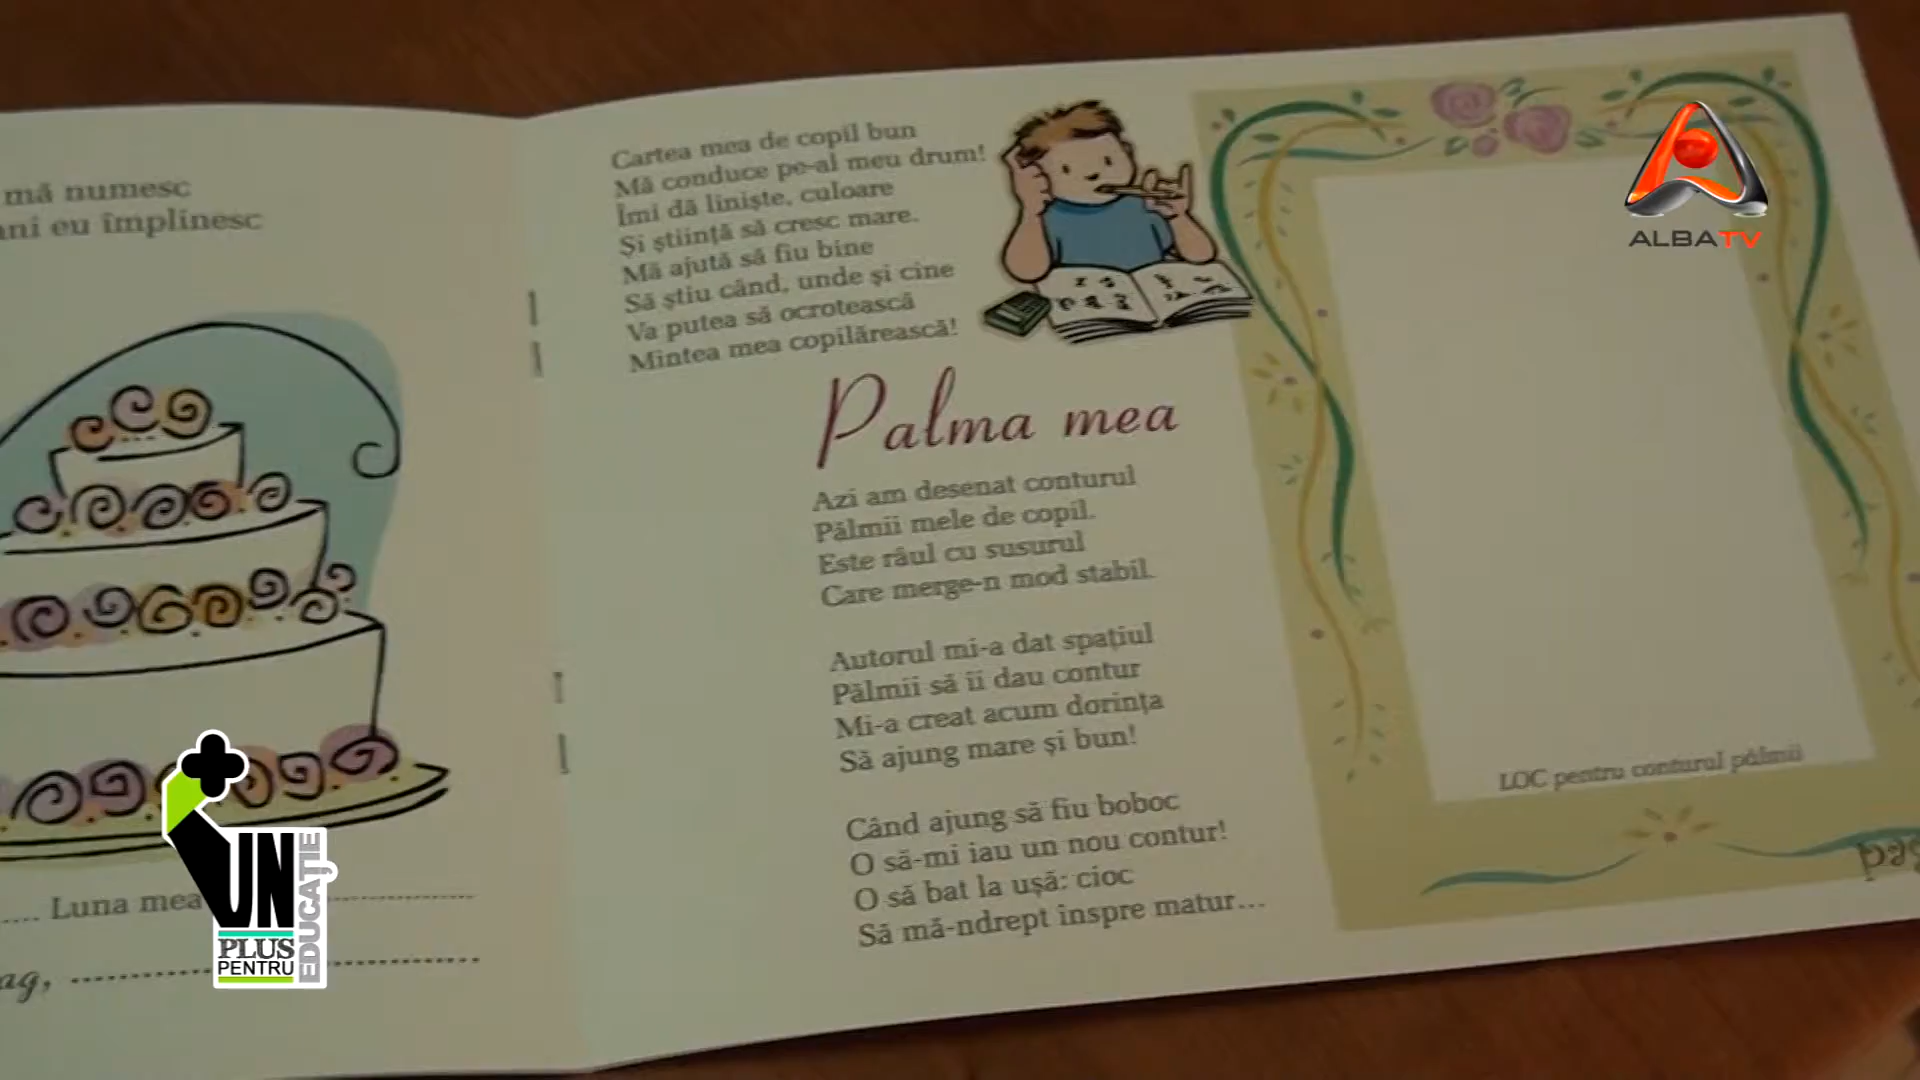 mă numesc
ani eu împlinesc
.... Luna mea
Cartea mea de copil bun
Mă conduce pe-al meu drum!
Îmi dă liniște, culoare
Și știință să cresc mare.
Mă ajută să fiu bine
Să știu când, unde și cine
Va putea să ocrotească
Mintea mea copilărească!
Palma mea
Azi am desenat conturul
Pălmii mele de copil.
Este râul cu susurul
Care merge-n mod stabil.
Autorul mi-a dat spațiul
Pălmii să îi dau contur
Mi-a creat acum dorința
Să ajung mare și bun!
Când ajung să fiu boboc
O să-mi iau un nou contur!
O să bat la ușă: cioc
Să mă-ndrept inspre matur...
LOC pentru conturul pălmii
ALBA TV
UN
PLUS
PENTRU
EDUCAȚIE